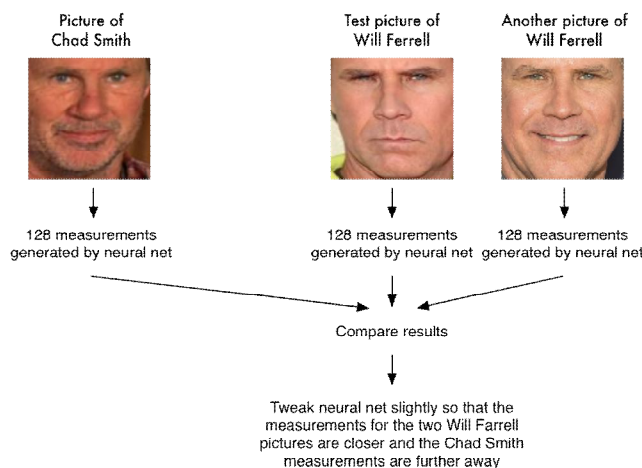 Picture of
Chad Smith
Test picture of
Will Ferrell
Another picture of
Will Ferrell
128 measurements
generated by neural net
128 measurements
generated by neural net
128 measurements
generated by neural net
Compare results
Tweak neural net slightly so that the
measurements for the two Will Farrell
pictures are closer and the Chad Smith
measurements are further away